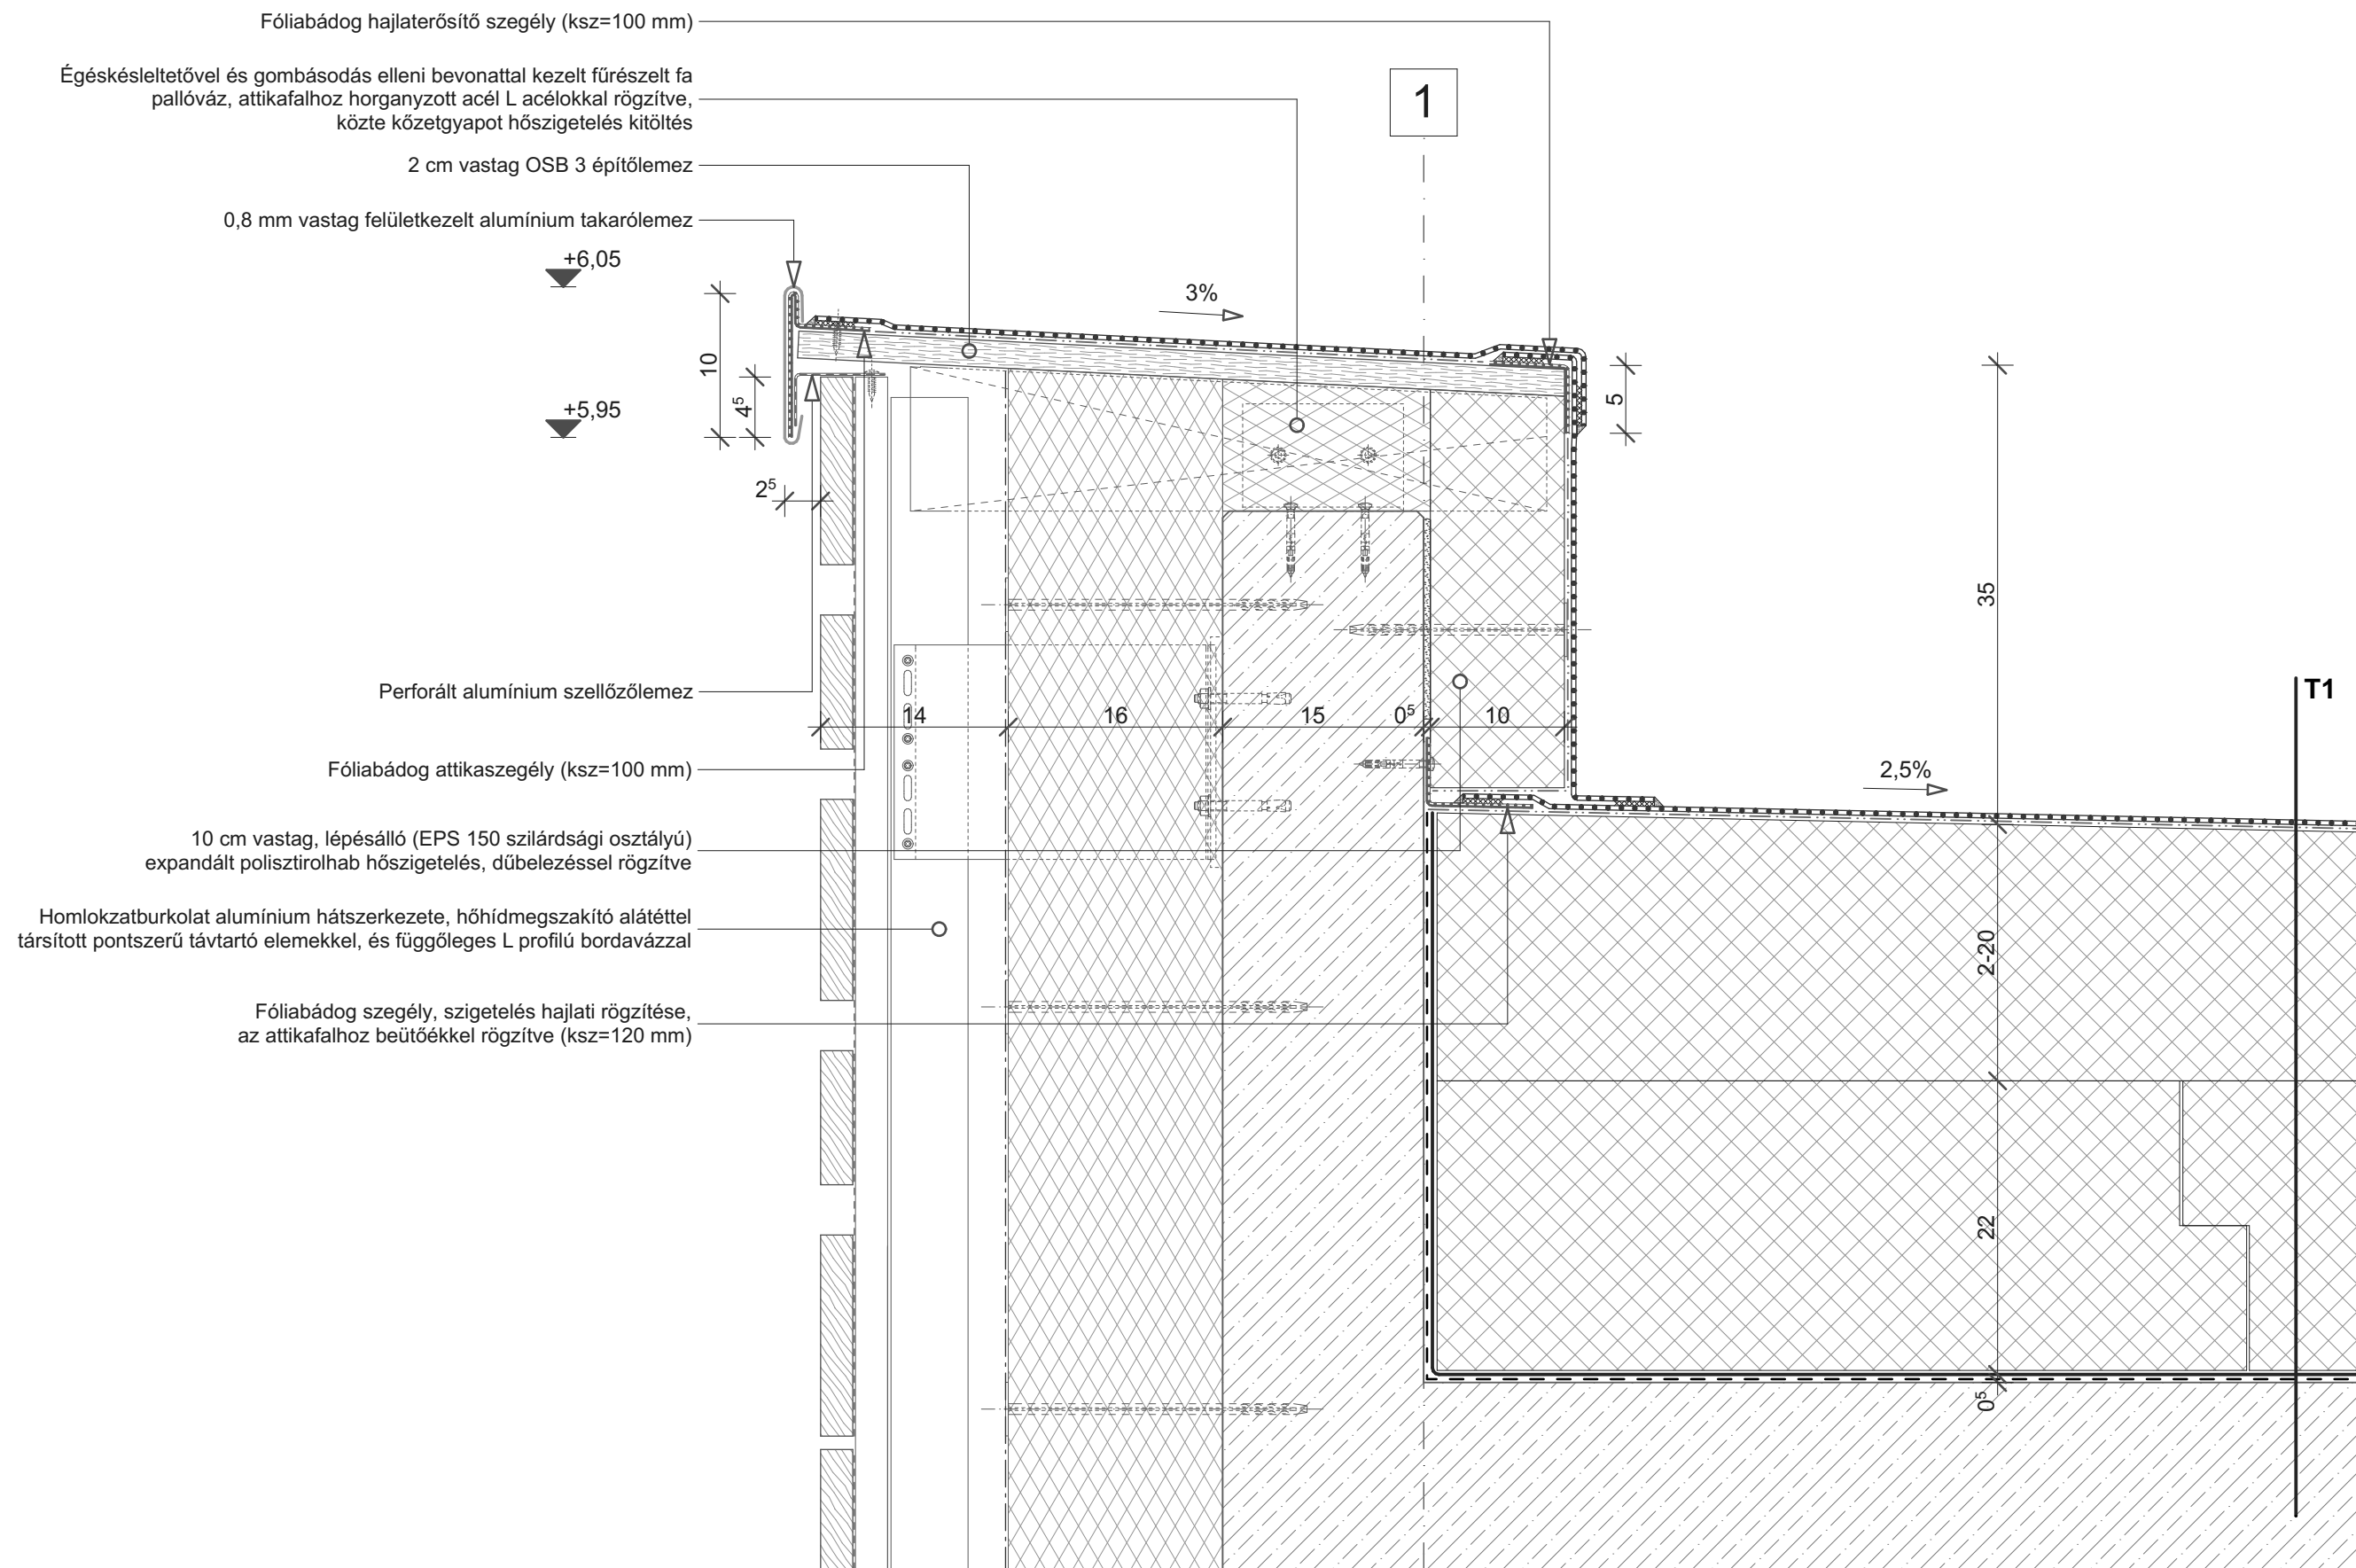 Fóliabádog hajlaterősítő szegély (ksz=100 mm)
Égéskésleltetővel és gombásodás elleni bevonattal kezelt fűrészelt fa
pallóváz, attikafalhoz horganyzott acél L acélokkal rögzítve,
közte kőzetgyapot hőszigetelés kitöltés
1
2 cm vastag OSB 3 építőlemez
0,8 mm vastag felületkezelt alumínium takarólemez
+6,05
3%
10
4⁵
5
+5,95
2⁵
35
Perforált alumínium szellőzőlemez
T1
14
16
15
0⁵
10
Fóliabádog attikaszegély (ksz=100 mm)
2,5%
10 cm vastag, lépésálló (EPS 150 szilárdsági osztályú)
expandált polisztirolhab hőszigetelés, dűbelezéssel rögzítve
Homlokzatburkolat alumínium hátszerkezete, hőhídmegszakító alátéttel
társított pontszerű távtartó elemekkel, és függőleges L profilú bordavázzal
2-20
Fóliabádog szegély, szigetelés hajlati rögzítése,
az attikafalhoz beütőékkel rögzítve (ksz=120 mm)
22
0⁵